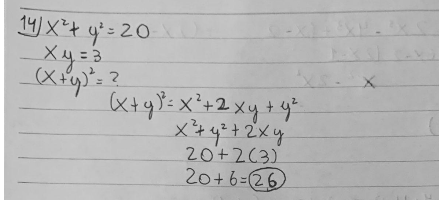 14) x² + y² = 20
xy = 3
(x+y)² = ?
(x+y)² = x² + 2xy + y²
x² + y² + 2xy
20 + 2(3)
20 + 6 = 26